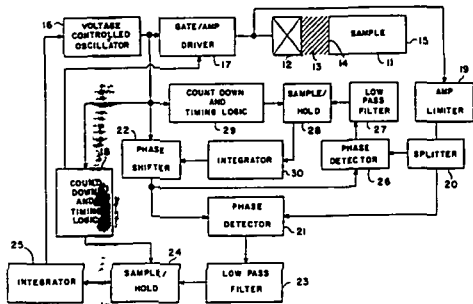 16
VOLTAGE
CONTROLLED
OSCILLATOR
GATE/AMP
DRIVER
17
12
13
14
SAMPLE
11
15
19
AMP
LIMITER
COUNT DOWN
AND
TIMING LOGIC
29
SAMPLE/
HOLD
28
LOW
PASS
FILTER
27
22
PHASE
SHIFTER
INTEGRATOR
30
PHASE
DETECTOR
26
SPLITTER
20
18
COUNT
DOWN
AND
TIMING
LOGIC
PHASE
DETECTOR
21
25
INTEGRATOR
24
SAMPLE/
HOLD
LOW PASS
FILTER
23